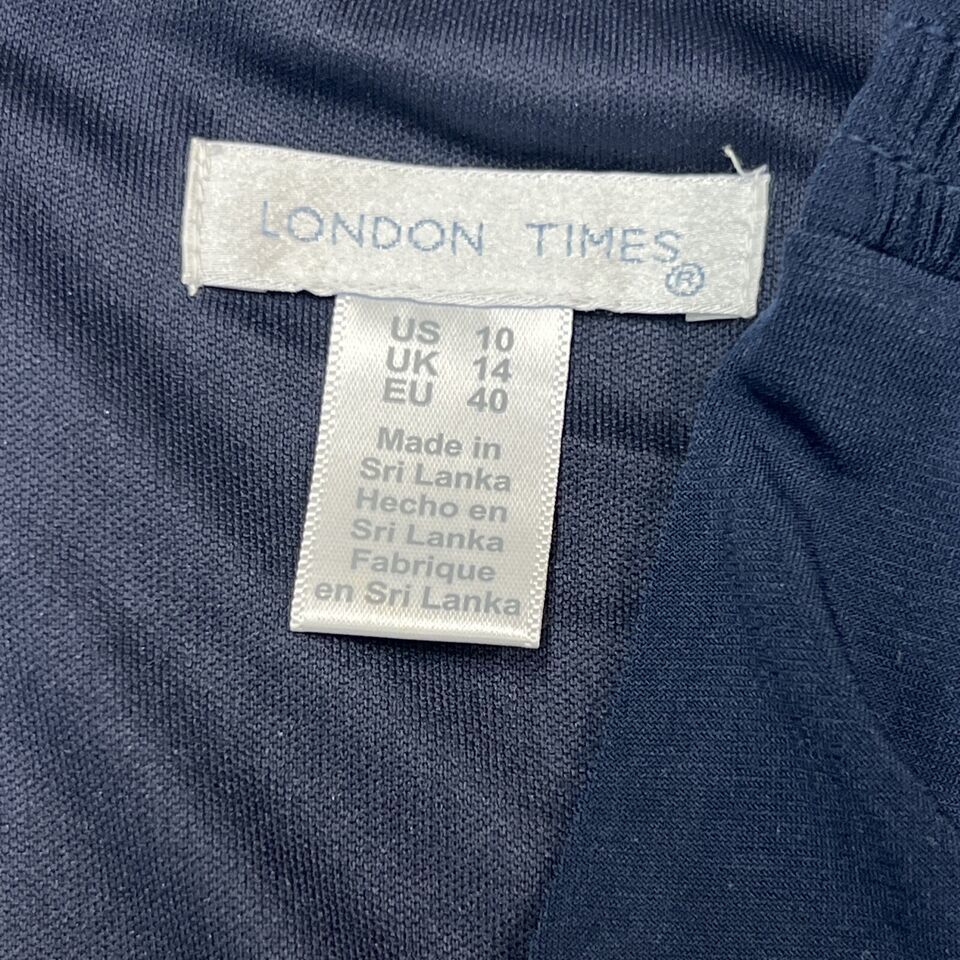 LONDON TIMES®
US 10
UK 14
EU 40
Made in
Sri Lanka
Hecho en
Sri Lanka
Fabrique
en Sri Lanka